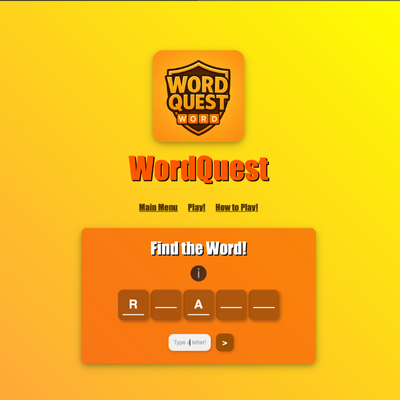 WORD
QUEST
WORD
WordQuest
Main Menu Play! How to Play!
Find the Word!
i
R A
Type a letter! >